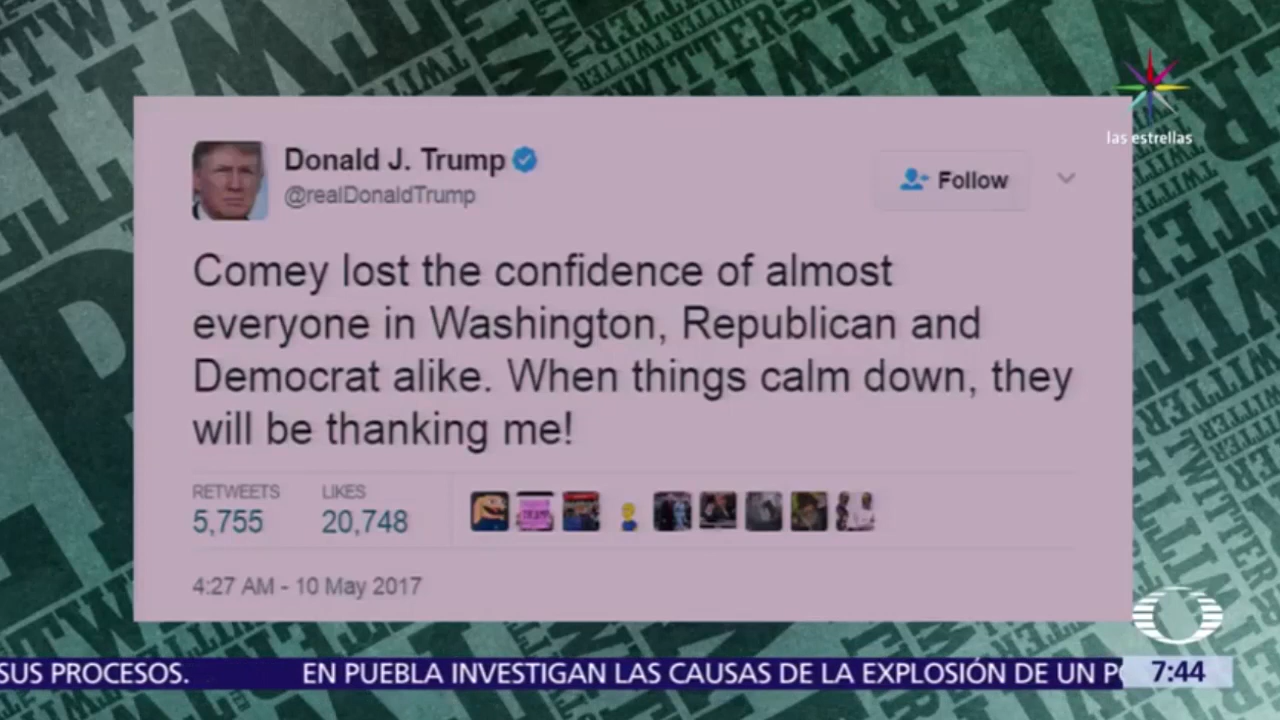 las estrellas
Donald J. Trump
@realDonaldTrump
Follow
Comey lost the confidence of almost
everyone in Washington, Republican and
Democrat alike. When things calm down, they
will be thanking me!
RETWEETS LIKES
5,755 20,748
4:27 AM - 10 May 2017
SUS PROCESOS. EN PUEBLA INVESTIGAN LAS CAUSAS DE LA EXPLOSIÓN DE UN
7:44